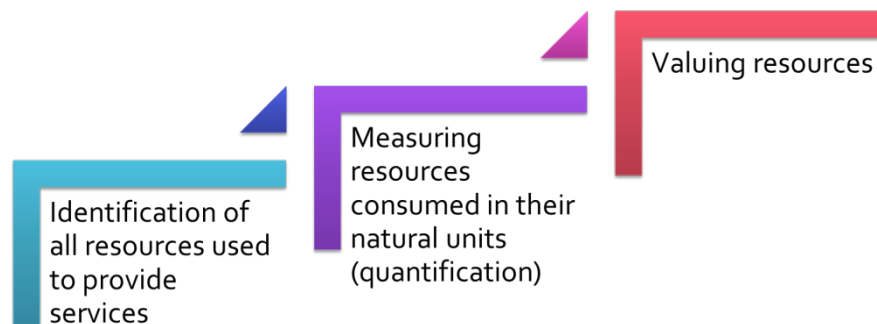 Identification of
all resources used
to provide
services
Measuring
resources
consumed in their
natural units
(quantification)
Valuing resources